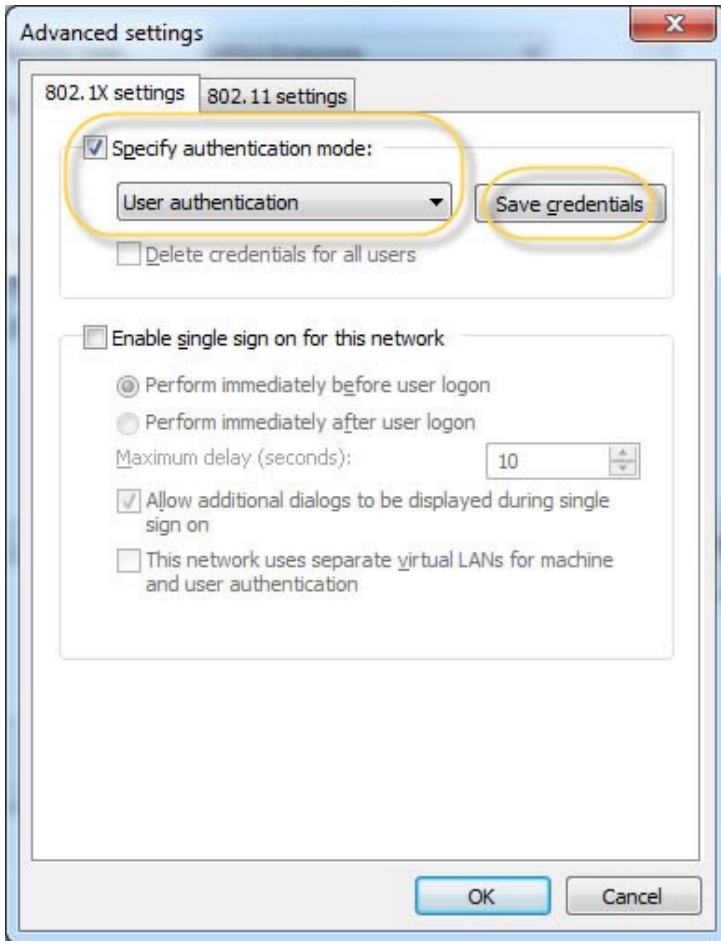 Advanced settings
802.1X settings
802.11 settings
Specify authentication mode:
User authentication
Save credentials
Delete credentials for all users
Enable single sign on for this network
Perform immediately before user logon
Perform immediately after user logon
Maximum delay (seconds):
10
Allow additional dialogs to be displayed during single
sign on
This network uses separate virtual LANs for machine
and user authentication
OK
Cancel